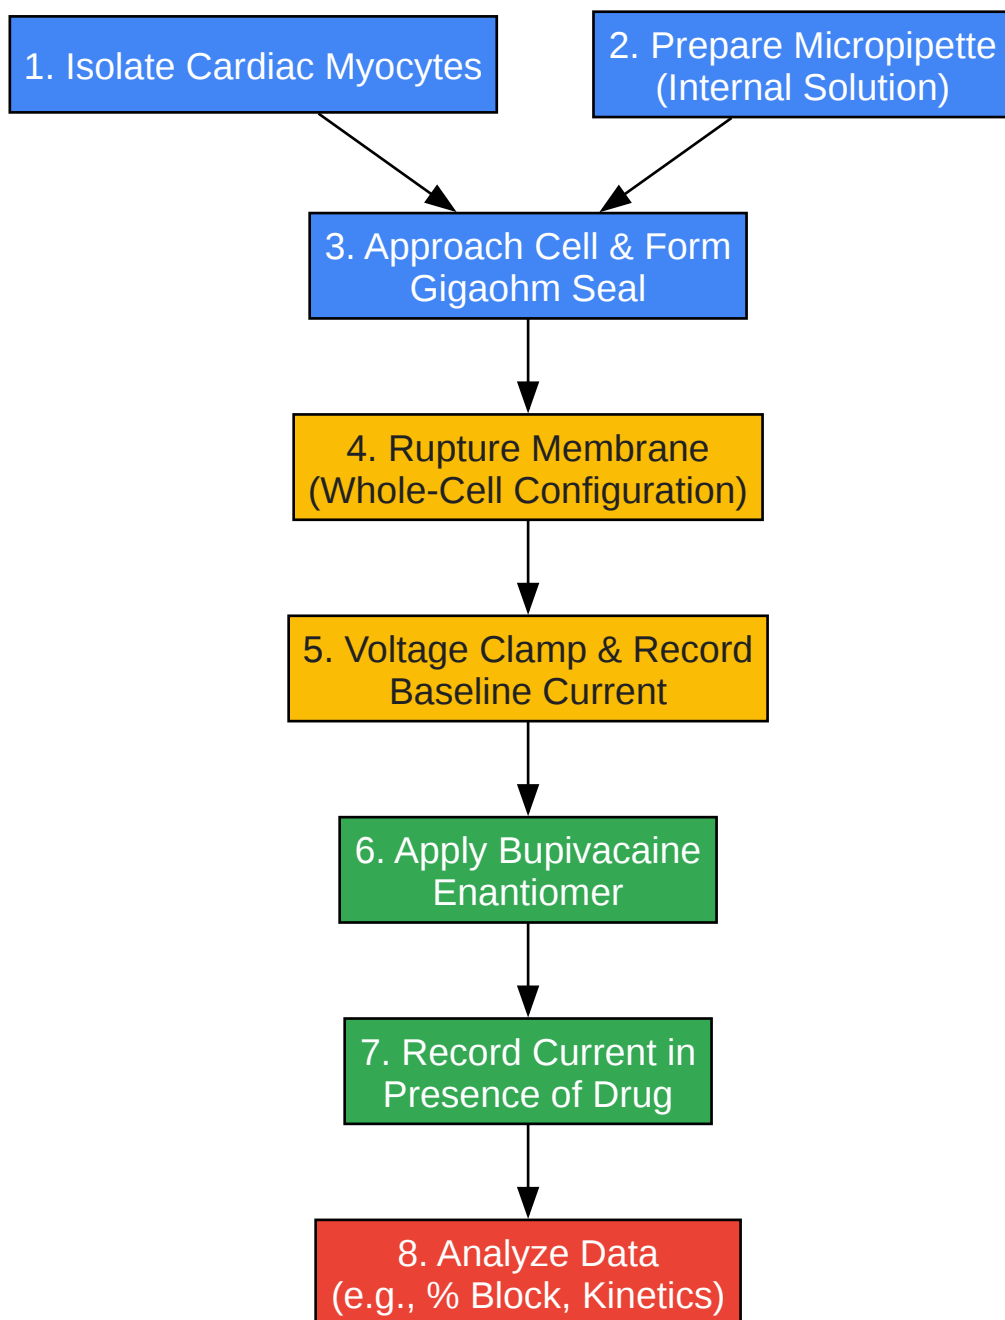 1. Isolate Cardiac Myocytes
2. Prepare Micropipette
(Internal Solution)
3. Approach Cell & Form
Gigaohm Seal
4. Rupture Membrane
(Whole-Cell Configuration)
5. Voltage Clamp & Record
Baseline Current
6. Apply Bupivacaine
Enantiomer
7. Record Current in
Presence of Drug
8. Analyze Data
(e.g., % Block, Kinetics)